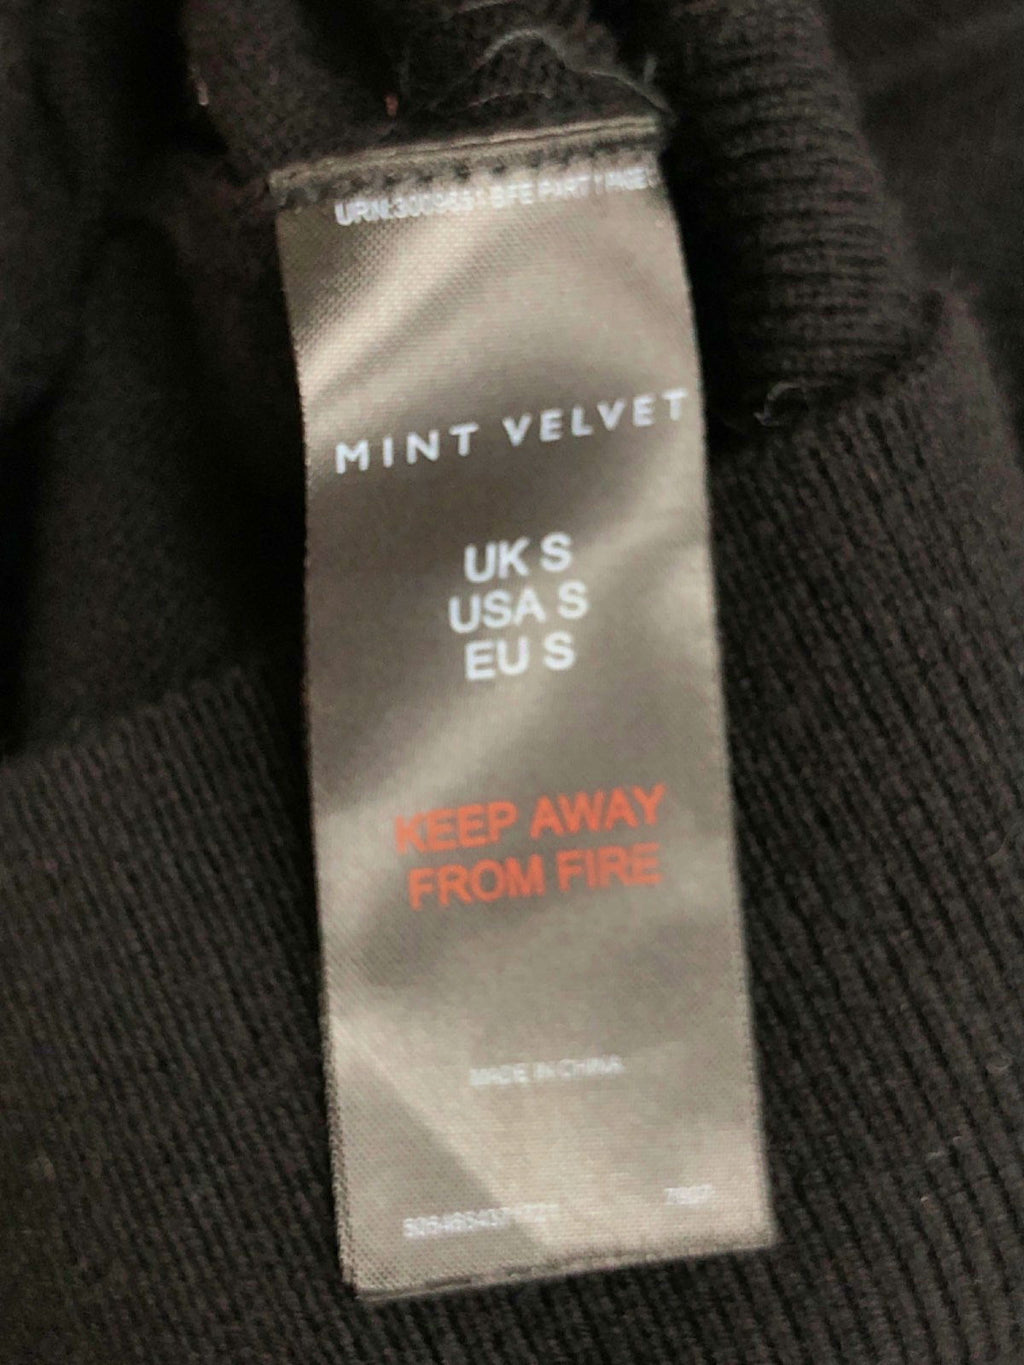 MINT VELVET
UK S
USA S
EU S
KEEP AWAY
FROM FIRE
MADE IN CHINA